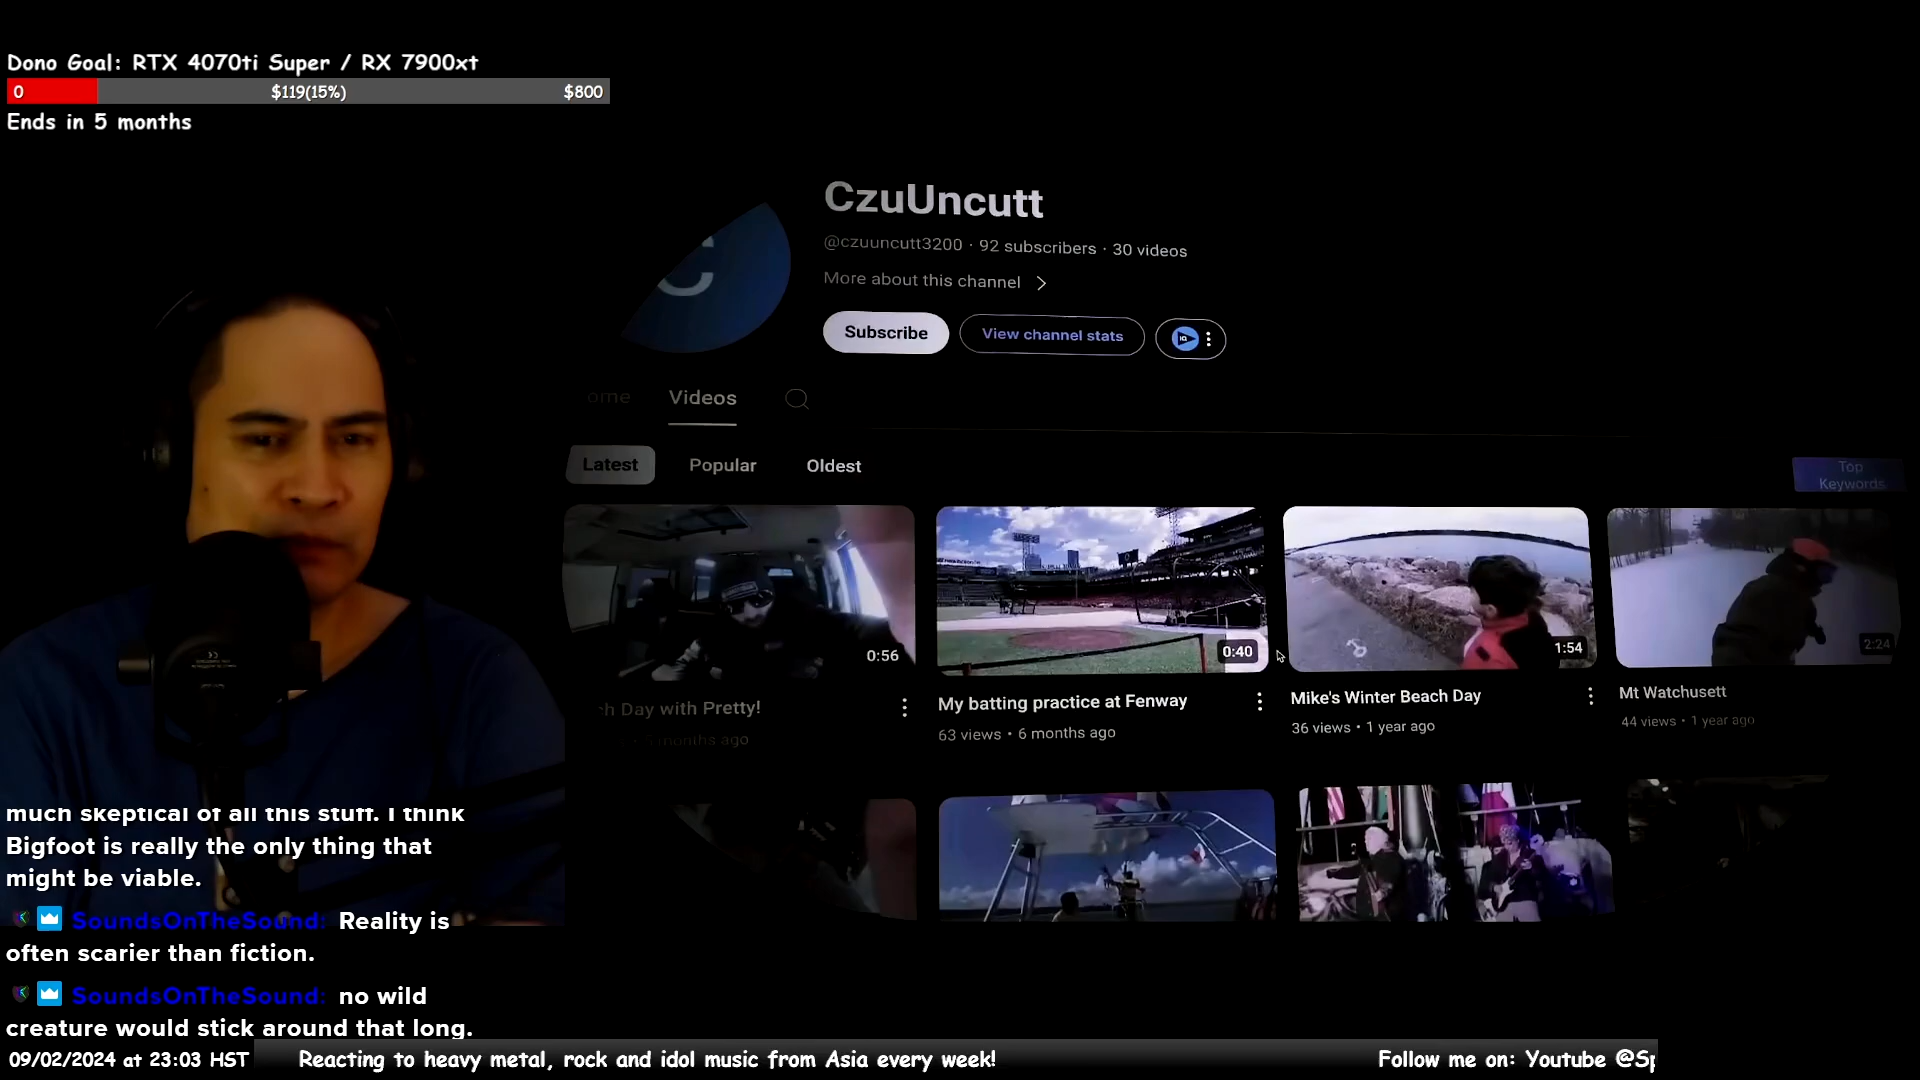 Dono Goal: RTX 4070ti Super / RX 7900xt
0 $119(15%) $800
Ends in 5 months
CzuUncutt
@czuuncutt3200 · 92 subscribers · 30 videos
More about this channel
Subscribe
View channel stats
Videos
Latest
Popular
Oldest
Top
Keywords
0:56
0:40
1:54
2:24
Day with Pretty!
months ago
My batting practice at Fenway
63 views • 6 months ago
Mike's Winter Beach Day
36 views • 1 year ago
Mt Watchusett
44 views • 1 year ago
much skeptical of all this stuff. I think
Bigfoot is really the only thing that
might be viable.
SoundsOnTheSound: Reality is
often scarier than fiction.
SoundsOnTheSound: no wild
creature would stick around that long.
09/02/2024 at 23:03 HST
Reacting to heavy metal, rock and idol music from Asia every week!
Follow me on: Youtube